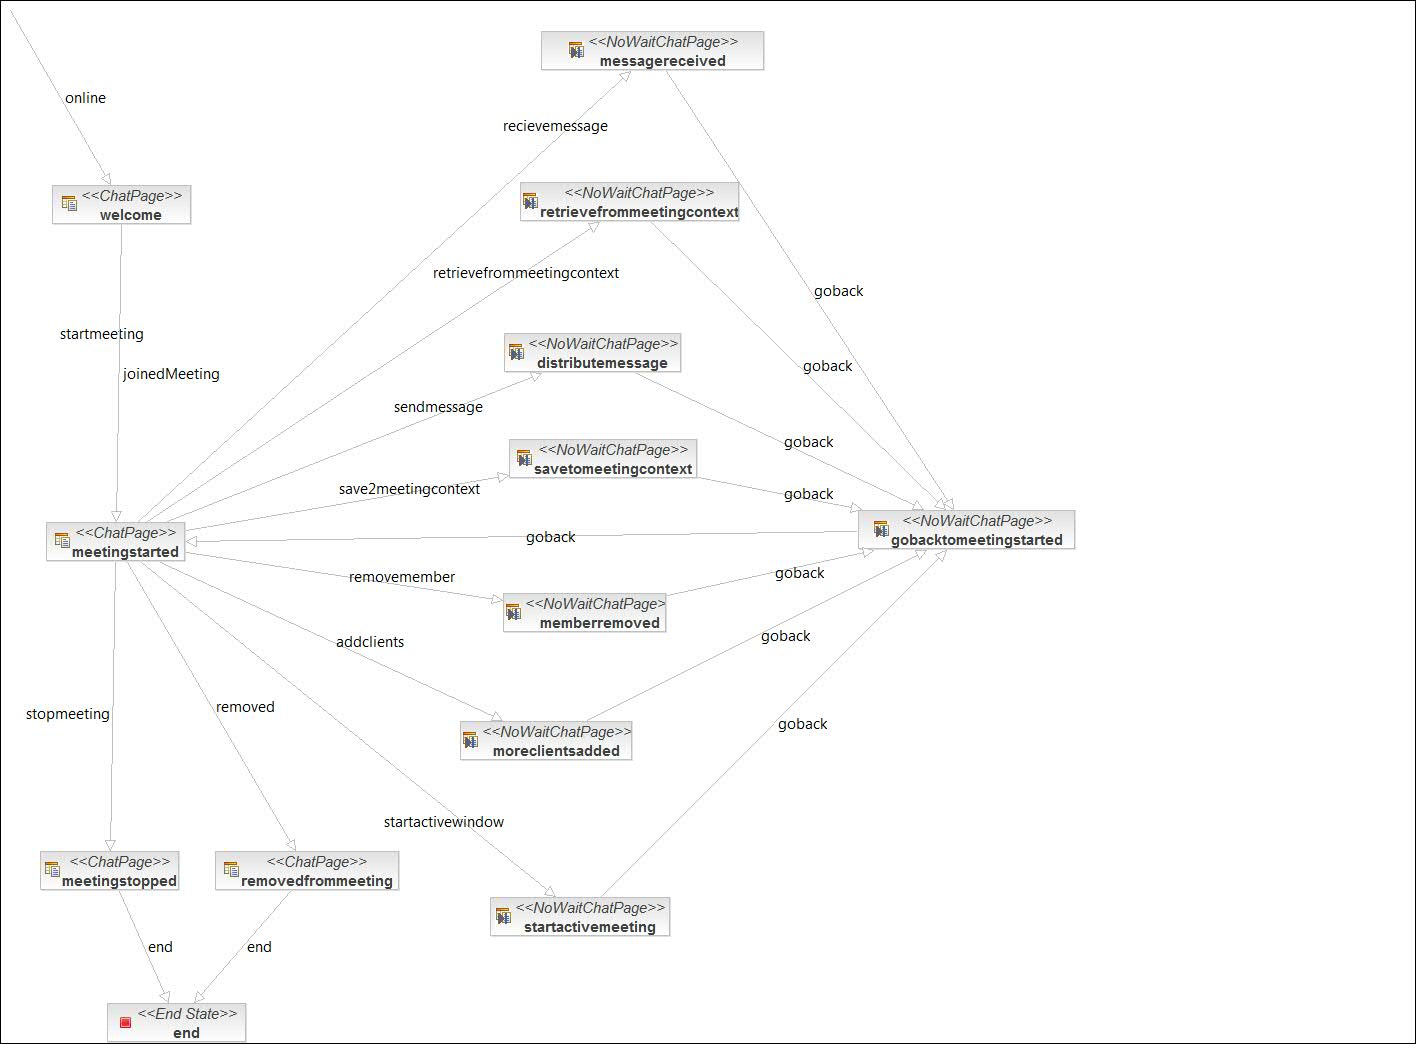 <<NoWaitChatPage>>
messagereceived
online
recievemessage
<<ChatPage>>
welcome
<<NoWaitChatPage>>
retrievefrommeetingcontext
retrievefrommeetingcontext
goback
startmeeting
<<NoWaitChatPage>>
distributemessage
goback
joinedMeeting
sendmessage
goback
<<NoWaitChatPage>>
savetomeetingcontext
save2meetingcontext
goback
<<ChatPage>>
meetingstarted
goback
<<NoWaitChatPage>>
gobacktomeetingstarted
removemember
goback
<<NoWaitChatPage>
memberremoved
addclients
goback
removed
stopmeeting
<<NoWaitChatPage>>
moreclientsadded
goback
startactivewindow
<<ChatPage>>
meetingstopped
<<ChatPage>>
removedfrommeeting
<<NoWaitChatPage>>
startactivemeeting
end
end
<<End State>>
end